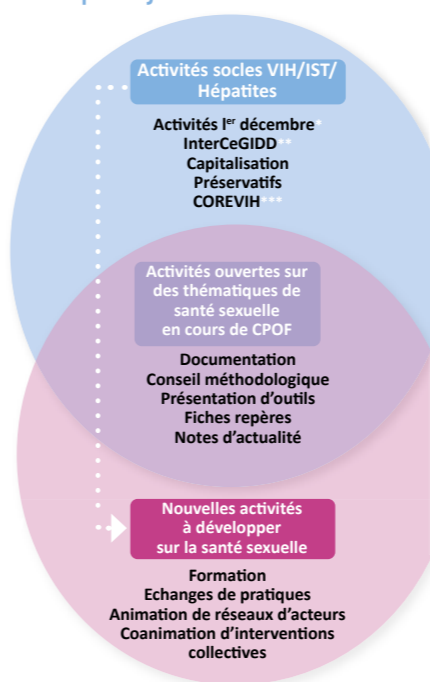 Activités socles VIH/IST/
Hépatites
Activités Ier décembre*
InterCeGIDD**
Capitalisation
Préservatifs
COREVIH***
Activités ouvertes sur
des thématiques de
santé sexuelle
en cours de CPOF
Documentation
Conseil méthodologique
Présentation d’outils
Fiches repères
Notes d’actualité
Nouvelles activités
à développer
sur la santé sexuelle
Formation
Echanges de pratiques
Animation de réseaux d’acteurs
Coanimation d’interventions
collectives